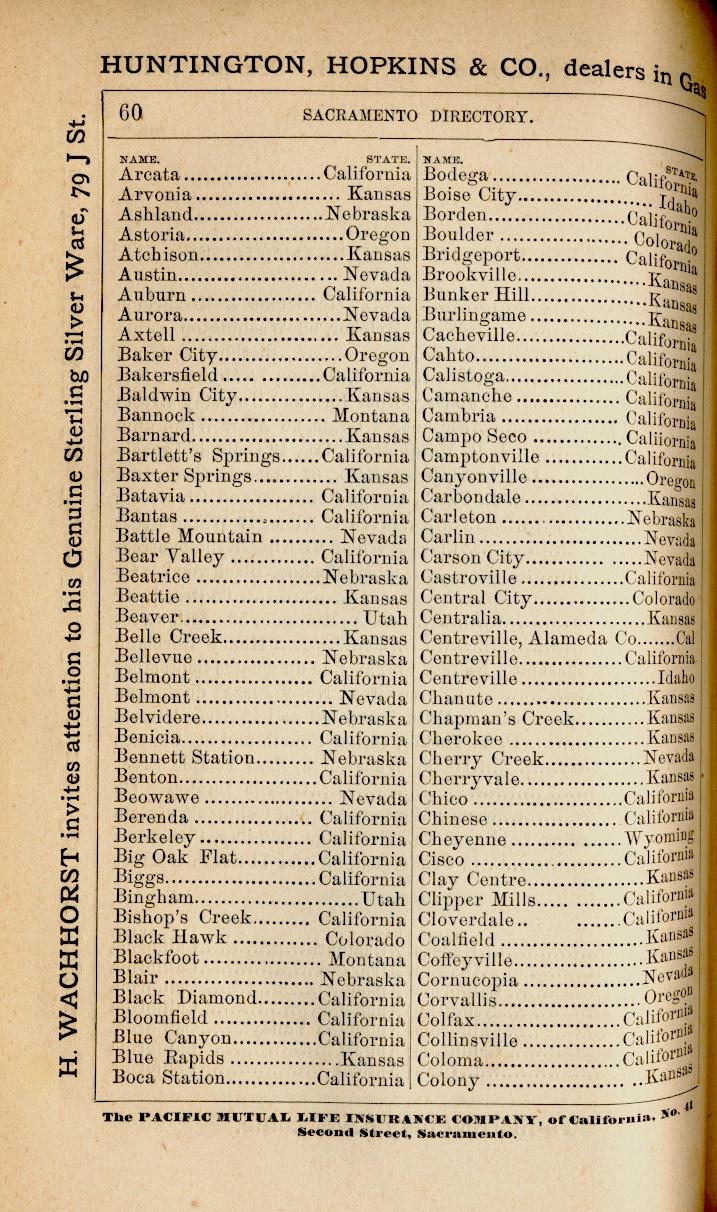 HUNTINGTON, HOPKINS & CO., dealers in Gas
H. WACHHORST invites attention to his Genuine Sterling Silver Ware, 79 J St.
60 SACRAMENTO DIRECTORY.
NAME. STATE.
Arcata ..................... California
Arvonia ...................... Kansas
Ashland.................... Nebraska
Astoria........................ Oregon
Atchison...................... Kansas
Austin........................ Nevada
Auburn ................... California
Aurora........................ Nevada
Axtell ........................ Kansas
Baker City................... Oregon
Bakersfield ..... ......... California
Baldwin City................ Kansas
Bannock ................... Montana
Barnard....................... Kansas
Bartlett's Springs...... California
Baxter Springs............. Kansas
Batavia ................... California
Bantas .................... California
Battle Mountain .......... Nevada
Bear Valley ............. California
Beatrice ................... Nebraska
Beattie ....................... Kansas
Beaver........................... Utah
Belle Creek.................. Kansas
Bellevue .................. Nebraska
Belmont .................. California
Belmont ..................... Nevada
Belvidere.................. Nebraska
Benicia.................... California
Bennett Station......... Nebraska
Benton..................... California
Beowawe .................... Nevada
Berenda .................. California
Berkeley................. California
Big Oak Flat............ California
Biggs....................... California
Bingham......................... Utah
Bishop's Creek......... California
Black Hawk ............. Colorado
Blackfoot .................. Montana
Blair ....................... Nebraska
Black Diamond......... California
Bloomfield ............... California
Blue Canyon............. California
Blue Rapids ................. Kansas
Boca Station.............. California
NAME. STATE.
Bodega .................... California
Boise City..................... Idaho
Borden..................... California
Boulder .................... Colorado
Bridgeport............... California
Brookville................... Kansas
Bunker Hill.................. Kansas
Burlingame .................. Kansas
Cacheville................. California
Cahto....................... California
Calistoga.................. California
Camanche ................ California
Cambria .................. California
Campo Seco ............. Caliiornia
Camptonville ............ California
Canyonville ................. Oregon
Carbondale ................... Kansas
Carleton ................... Nebraska
Carlin ......................... Nevada
Carson City............ ..... Nevada
Castroville ................ California
Central City.............. Colorado
Centralia..................... Kansas
Centreville, Alameda Co....... Cal
Centreville................ California
Centreville .................... Idaho
Chanute ....................... Kansas
Chapman's Creek.......... Kansas
Cherokee ..................... Kansas
Cherry Creek............... Nevada
Cherryvale................... Kansas
Chico ....................... California
Chinese .................... California
Cheyenne ........... ...... Wyoming
Cisco ....................... California
Clay Centre.................. Kansas
Clipper Mills..... ....... California
Cloverdale .. ....... California
Coalfield ...................... Kansas
Coffeyville.................... Kansas
Cornucopia .................. Nevada
Corvallis...................... Oregon
Colfax....................... California
Collinsville ............... California
Coloma..................... California
Colony ...................... .. Kansas
The PACIFIC MUTUAL LIFE INSURANCE COMPANY, of California, No. 41
Second Street, Sacramento.